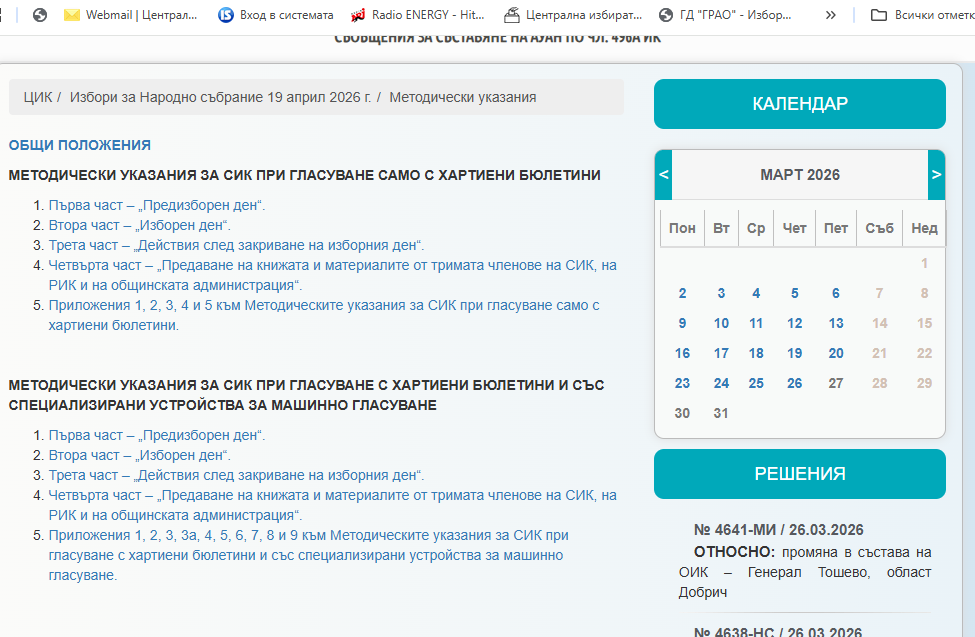 Webmail | Централ...
Вход в системата
Radio ENERGY - Hit...
Централна избират...
ГД "ГРАО" - Избор...
»
Всички отметк
СЪОБЩЕНИЯ ЗА СЪСТАВЯНЕ НА АУАН ПО ЧЛ. 496А ИК
ЦИК / Избори за Народно събрание 19 април 2026 г. / Методически указания
ОБЩИ ПОЛОЖЕНИЯ
МЕТОДИЧЕСКИ УКАЗАНИЯ ЗА СИК ПРИ ГЛАСУВАНЕ САМО С ХАРТИЕНИ БЮЛЕТИНИ
1. Първа част – „Предизборен ден“.
2. Втора част – „Изборен ден“.
3. Трета част – „Действия след закриване на изборния ден“.
4. Четвърта част – „Предаване на книжата и материалите от тримата членове на СИК, на
РИК и на общинската администрация“.
5. Приложения 1, 2, 3, 4 и 5 към Методическите указания за СИК при гласуване само с
хартиени бюлетини.
МЕТОДИЧЕСКИ УКАЗАНИЯ ЗА СИК ПРИ ГЛАСУВАНЕ С ХАРТИЕНИ БЮЛЕТИНИ И СЪС
СПЕЦИАЛИЗИРАНИ УСТРОЙСТВА ЗА МАШИННО ГЛАСУВАНЕ
1. Първа част – „Предизборен ден“.
2. Втора част – „Изборен ден“.
3. Трета част – „Действия след закриване на изборния ден“.
4. Четвърта част – „Предаване на книжата и материалите от тримата членове на СИК, на
РИК и на общинската администрация“.
5. Приложения 1, 2, 3, 3а, 4, 5, 6, 7, 8 и 9 към Методическите указания за СИК при
гласуване с хартиени бюлетини и със специализирани устройства за машинно
гласуване.
КАЛЕНДАР
< МАРТ 2026 >
Пон Вт Ср Чет Пет Съб Нед
1
2 3 4 5 6 7 8
9 10 11 12 13 14 15
16 17 18 19 20 21 22
23 24 25 26 27 28 29
30 31
РЕШЕНИЯ
№ 4641-МИ / 26.03.2026
ОТНОСНО: промяна в състава на
ОИК – Генерал Тошево, област
Добрич
№ 4638-НС / 26.03.2026